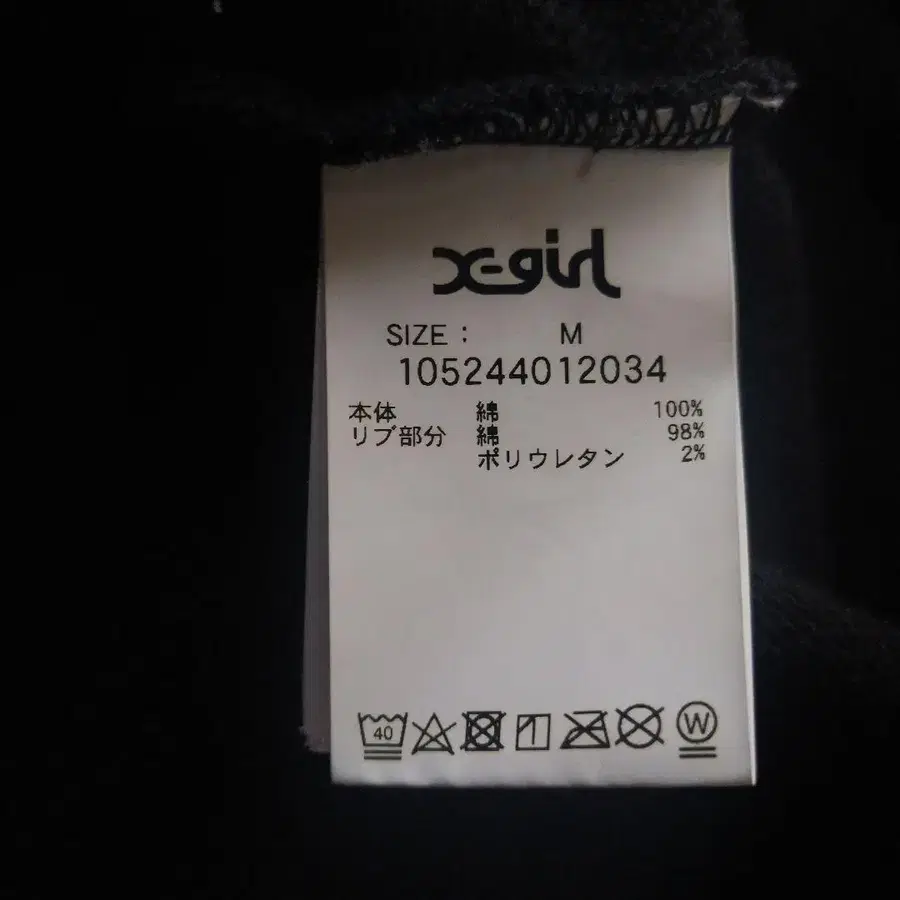 X-girl
SIZE : M
105244012034
本体 綿 100%
リブ部分 綿 98%
ポリウレタン 2%
40 W